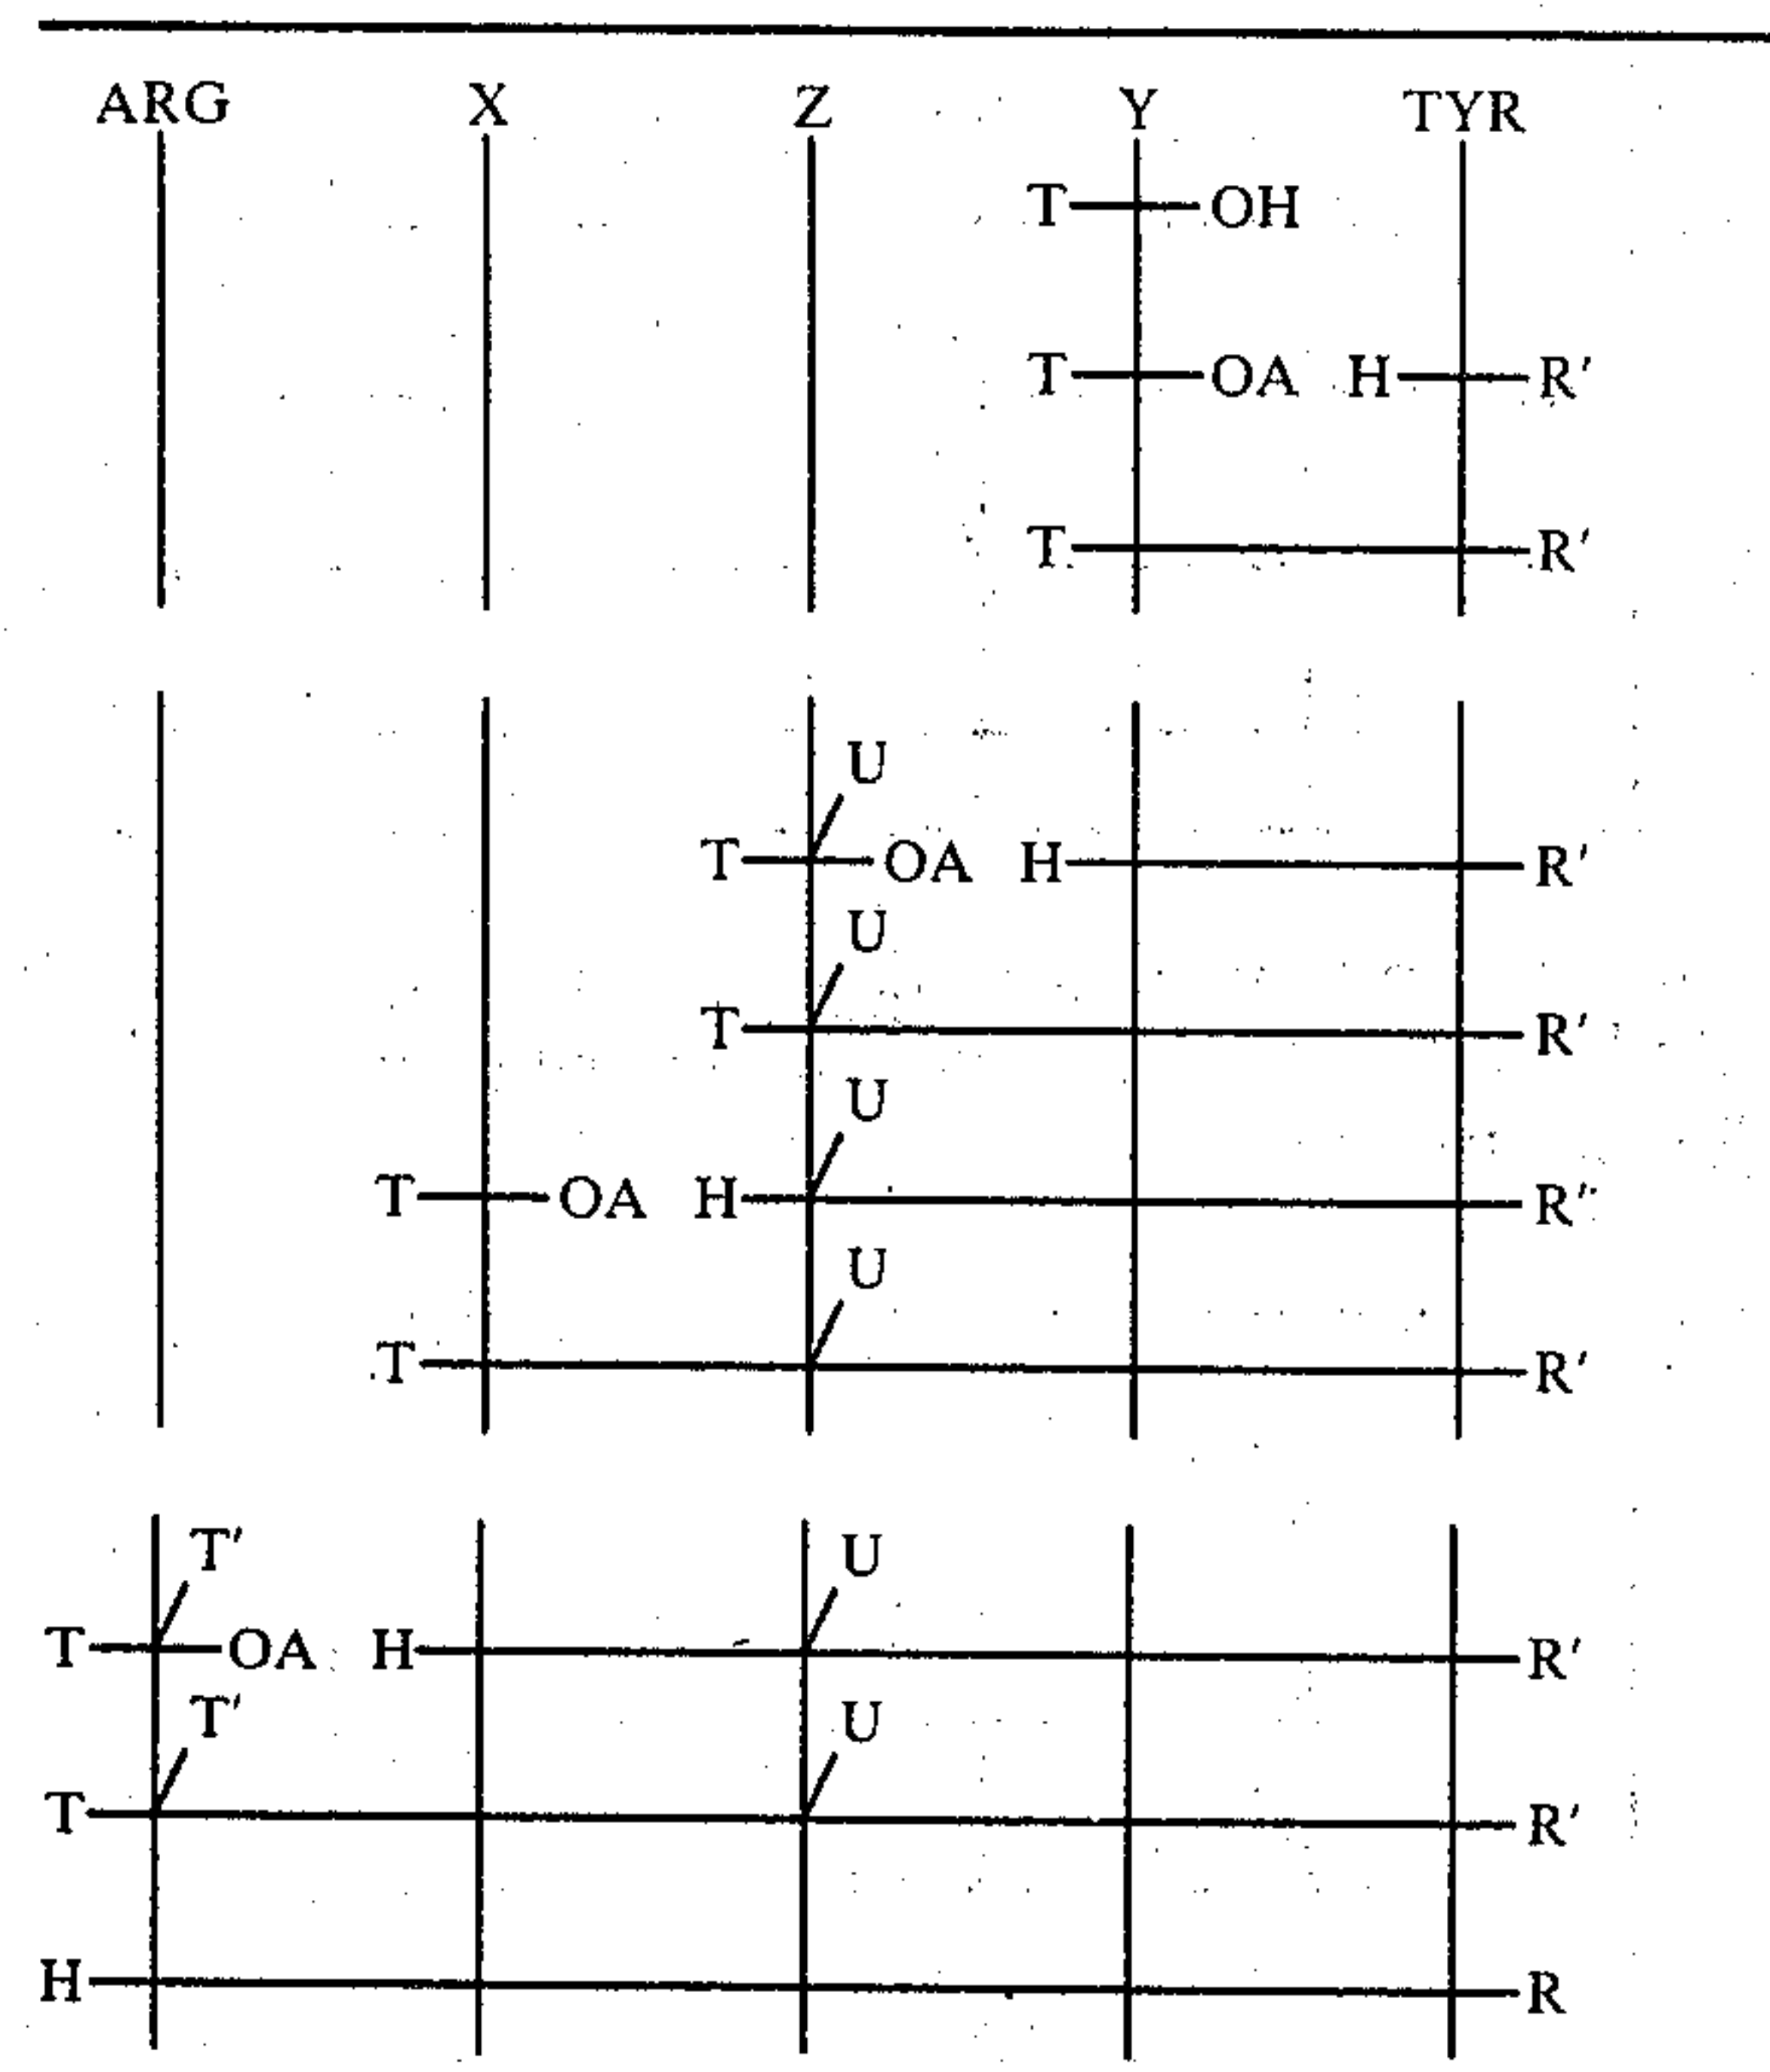 ARG X Z Y TYR
T OH
T OA H R'
T R'
U
T OA H R'
U
T R'
U
T OA H R'
U
T R'
T' U
T OA H R'
T' U
T R'
H R